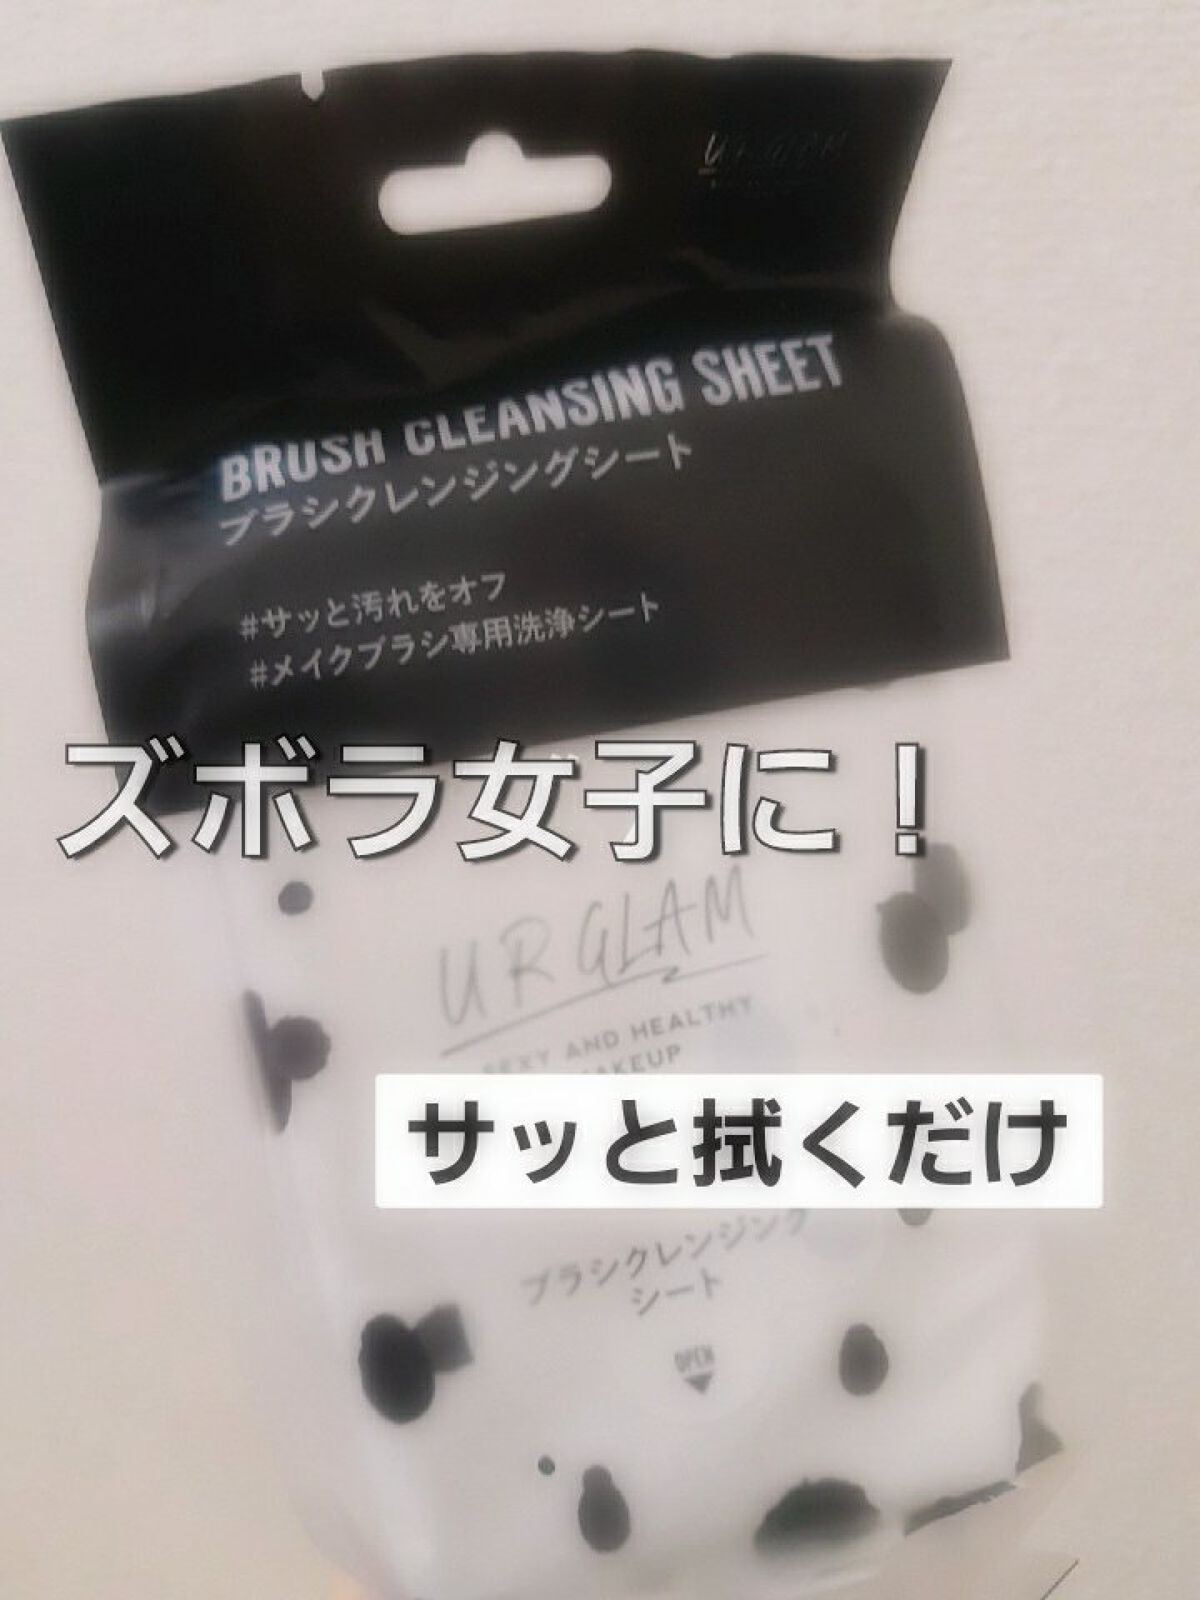 UR GLAM
BRUSH CLEANSING SHEET
ブラシクレンジングシート
#サッと汚れをオフ
#メイクブラシ専用洗浄シート
ズボラ女子に！
UR GLAM
SEXY AND HEALTHY
MAKEUP
サッと拭くだけ
ブラシクレンジング
シート
OPEN